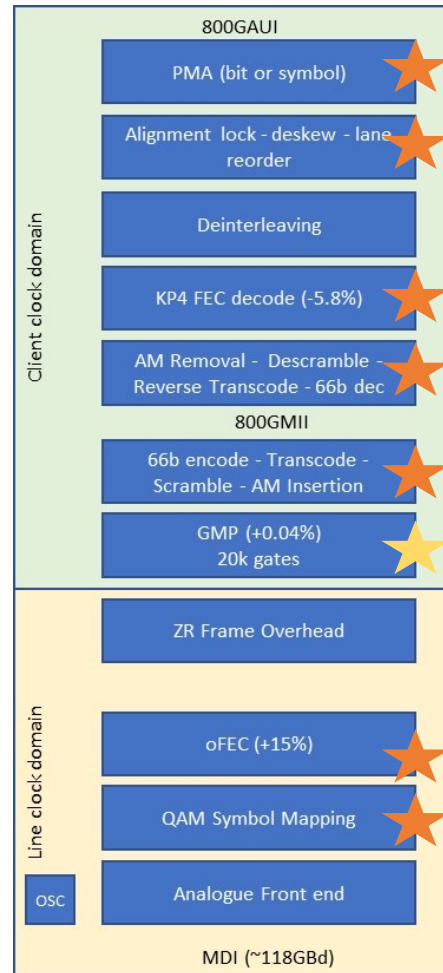 800GAUI
PMA (bit or symbol)
Alignment lock - deskew - lane
reorder
Deinterleaving
Client clock domain
KP4 FEC decode (-5.8%)
AM Removal - Descramble -
Reverse Transcode - 66b dec
800GMII
66b encode - Transcode -
Scramble - AM Insertion
GMP (+0.04%)
20k gates
ZR Frame Overhead
Line clock domain
oFEC (+15%)
QAM Symbol Mapping
OSC
Analogue Front end
MDI (~118GBd)